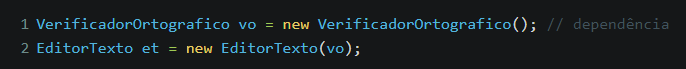 1 VerificadorOrtografico vo = new VerificadorOrtografico(); // dependência
2 EditorTexto et = new EditorTexto(vo);